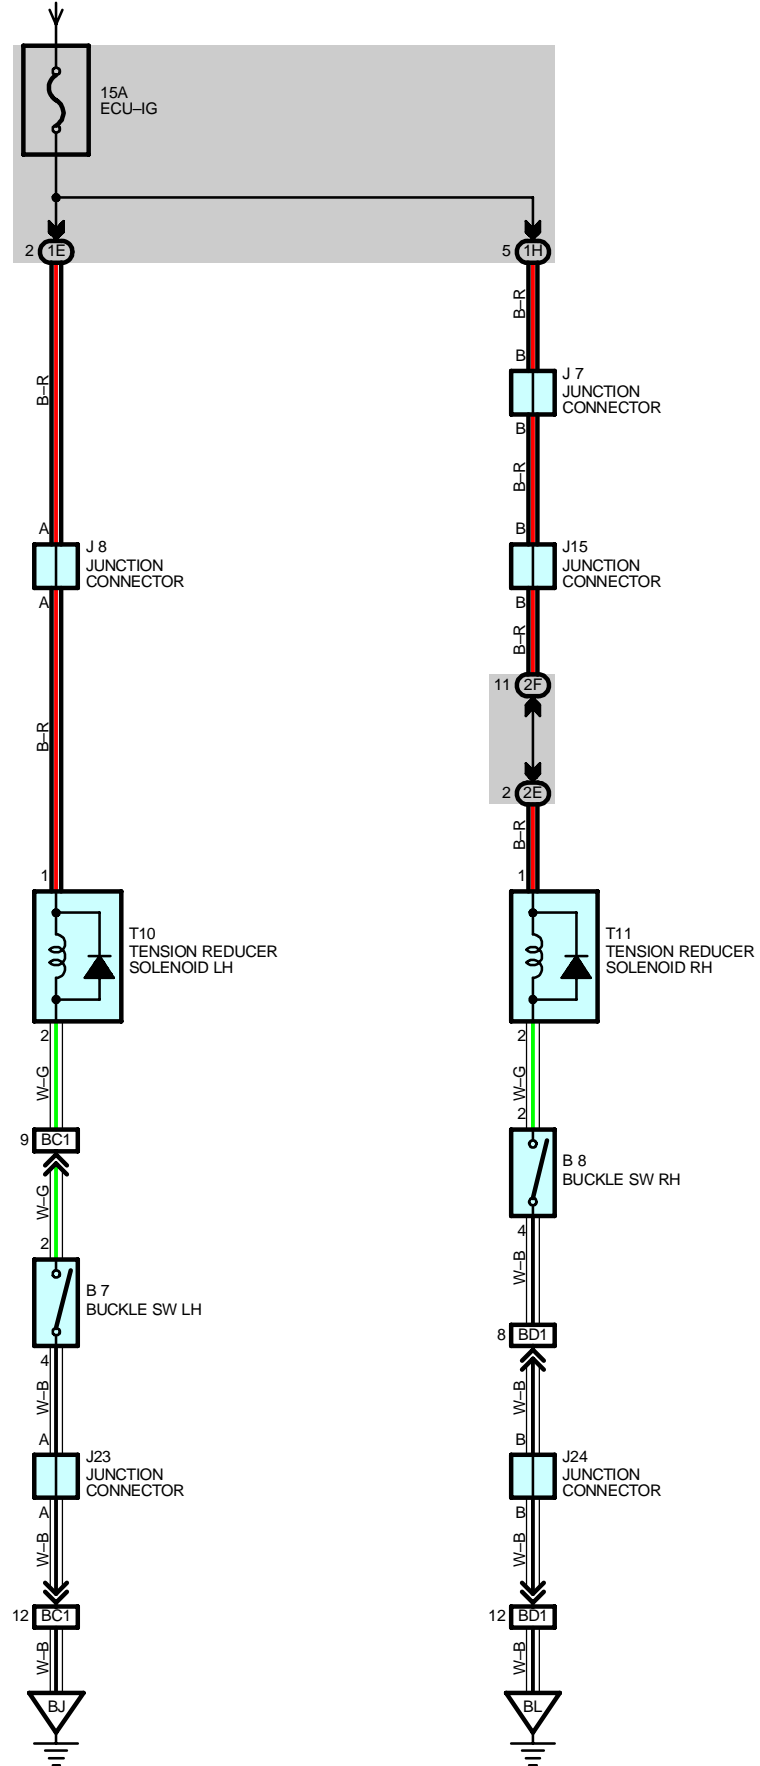 15A
ECU–IG
2 1E
5 1H
B–R
B
J 7
JUNCTION
CONNECTOR
B
B–R
B–R
A
J 8
JUNCTION
CONNECTOR
A
B
J15
JUNCTION
CONNECTOR
B
B–R
11 2F
B–R
2 2E
B–R
1
T10
TENSION REDUCER
SOLENOID LH
2
1
T11
TENSION REDUCER
SOLENOID RH
2
W–G
W–G
9 BC1
2
B 8
BUCKLE SW RH
4
W–G
2
B 7
BUCKLE SW LH
4
W–B
W–B
8 BD1
W–B
A
J23
JUNCTION
CONNECTOR
A
B
J24
JUNCTION
CONNECTOR
B
W–B
W–B
12 BC1
12 BD1
W–B
W–B
BJ
BL